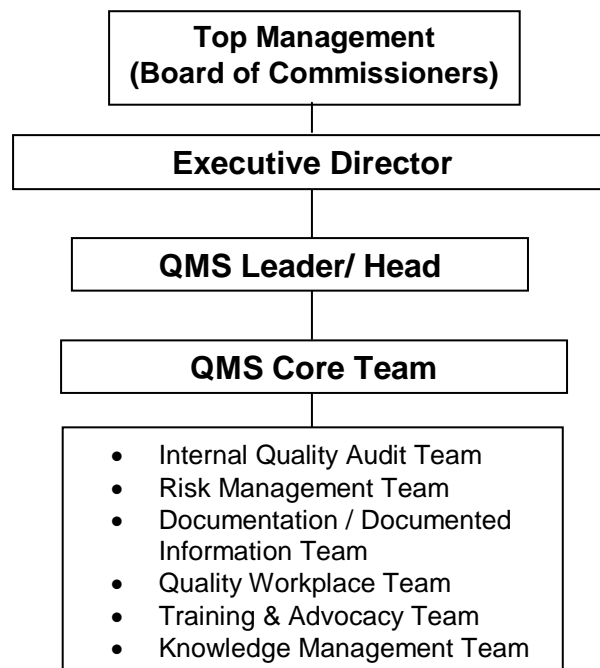 Top Management
(Board of Commissioners)
Executive Director
QMS Leader/ Head
QMS Core Team
• Internal Quality Audit Team
• Risk Management Team
• Documentation / Documented
Information Team
• Quality Workplace Team
• Training & Advocacy Team
• Knowledge Management Team